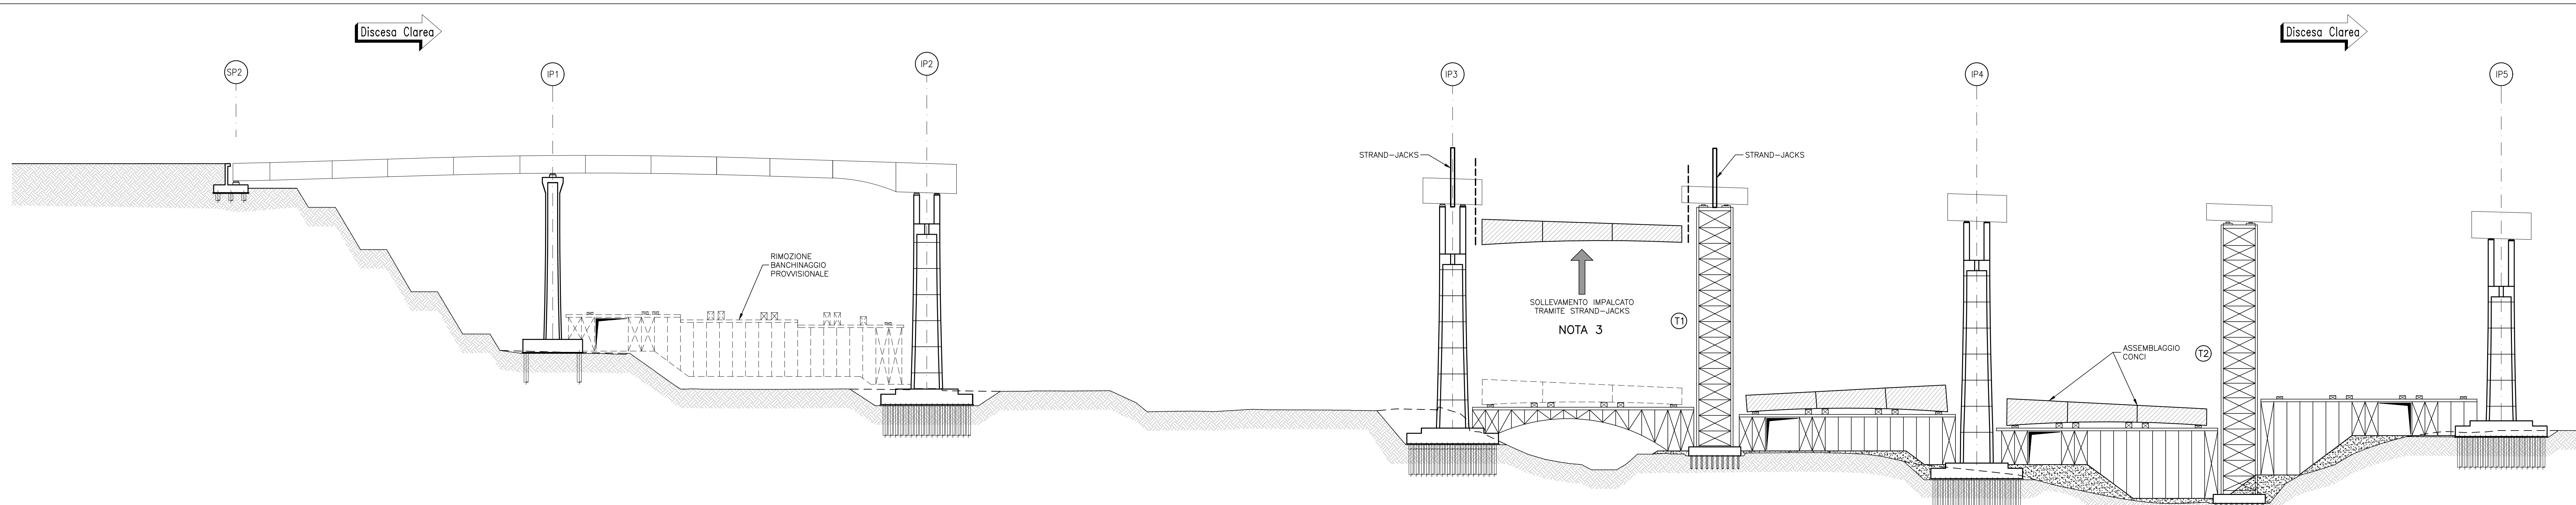 Discesa Clarea
Discesa Clarea
SP2
IP1
IP2
IP3
IP4
IP5
STRAND-JACKS
STRAND-JACKS
RIMOZIONE
BANCHINAGGIO
PROVVISIONALE
SOLLEVAMENTO IMPALCATO
TRAMITE STRAND-JACKS
NOTA 3
T1
ASSEMBLAGGIO
CONCI
T2